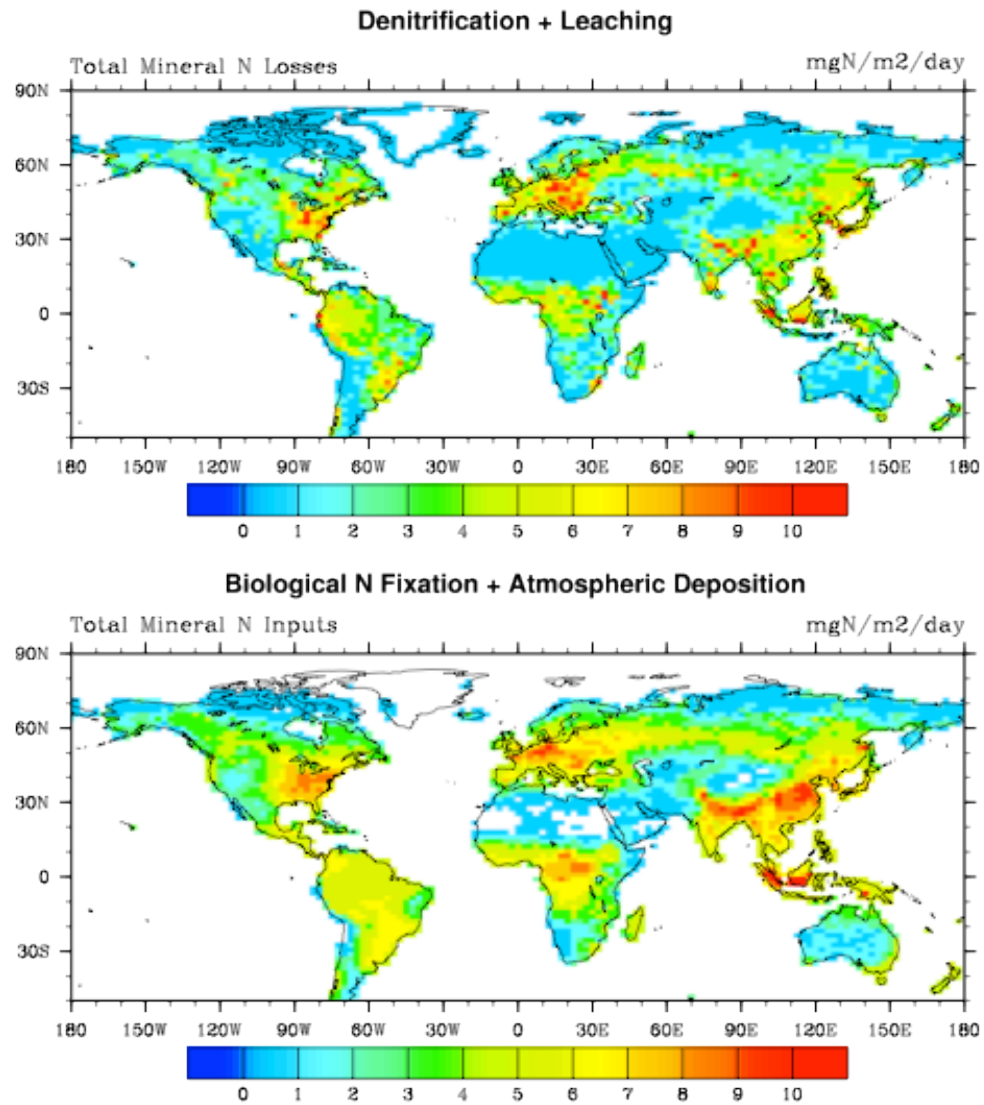 Denitrification + Leaching
Total Mineral N Losses mgN/m2/day
90N
60N
30N
0
30S
180 150W 120W 90W 60W 30W 0 30E 60E 90E 120E 150E 180
0 1 2 3 4 5 6 7 8 9 10
Biological N Fixation + Atmospheric Deposition
Total Mineral N Inputs mgN/m2/day
90N
60N
30N
0
30S
180 150W 120W 90W 60W 30W 0 30E 60E 90E 120E 150E 180
0 1 2 3 4 5 6 7 8 9 10